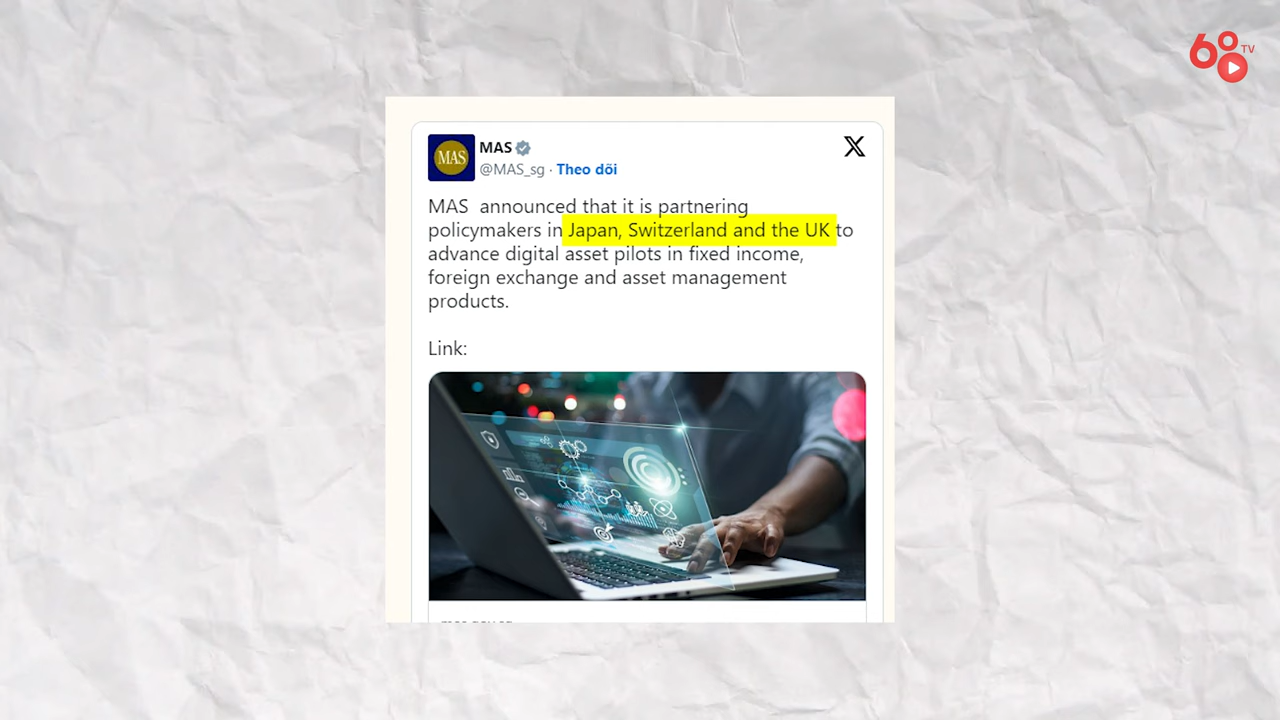 68
TV
MAS
MAS
@MAS_sg · Theo dõi
MAS announced that it is partnering
policymakers in Japan, Switzerland and the UK to
advance digital asset pilots in fixed income,
foreign exchange and asset management
products.
Link: